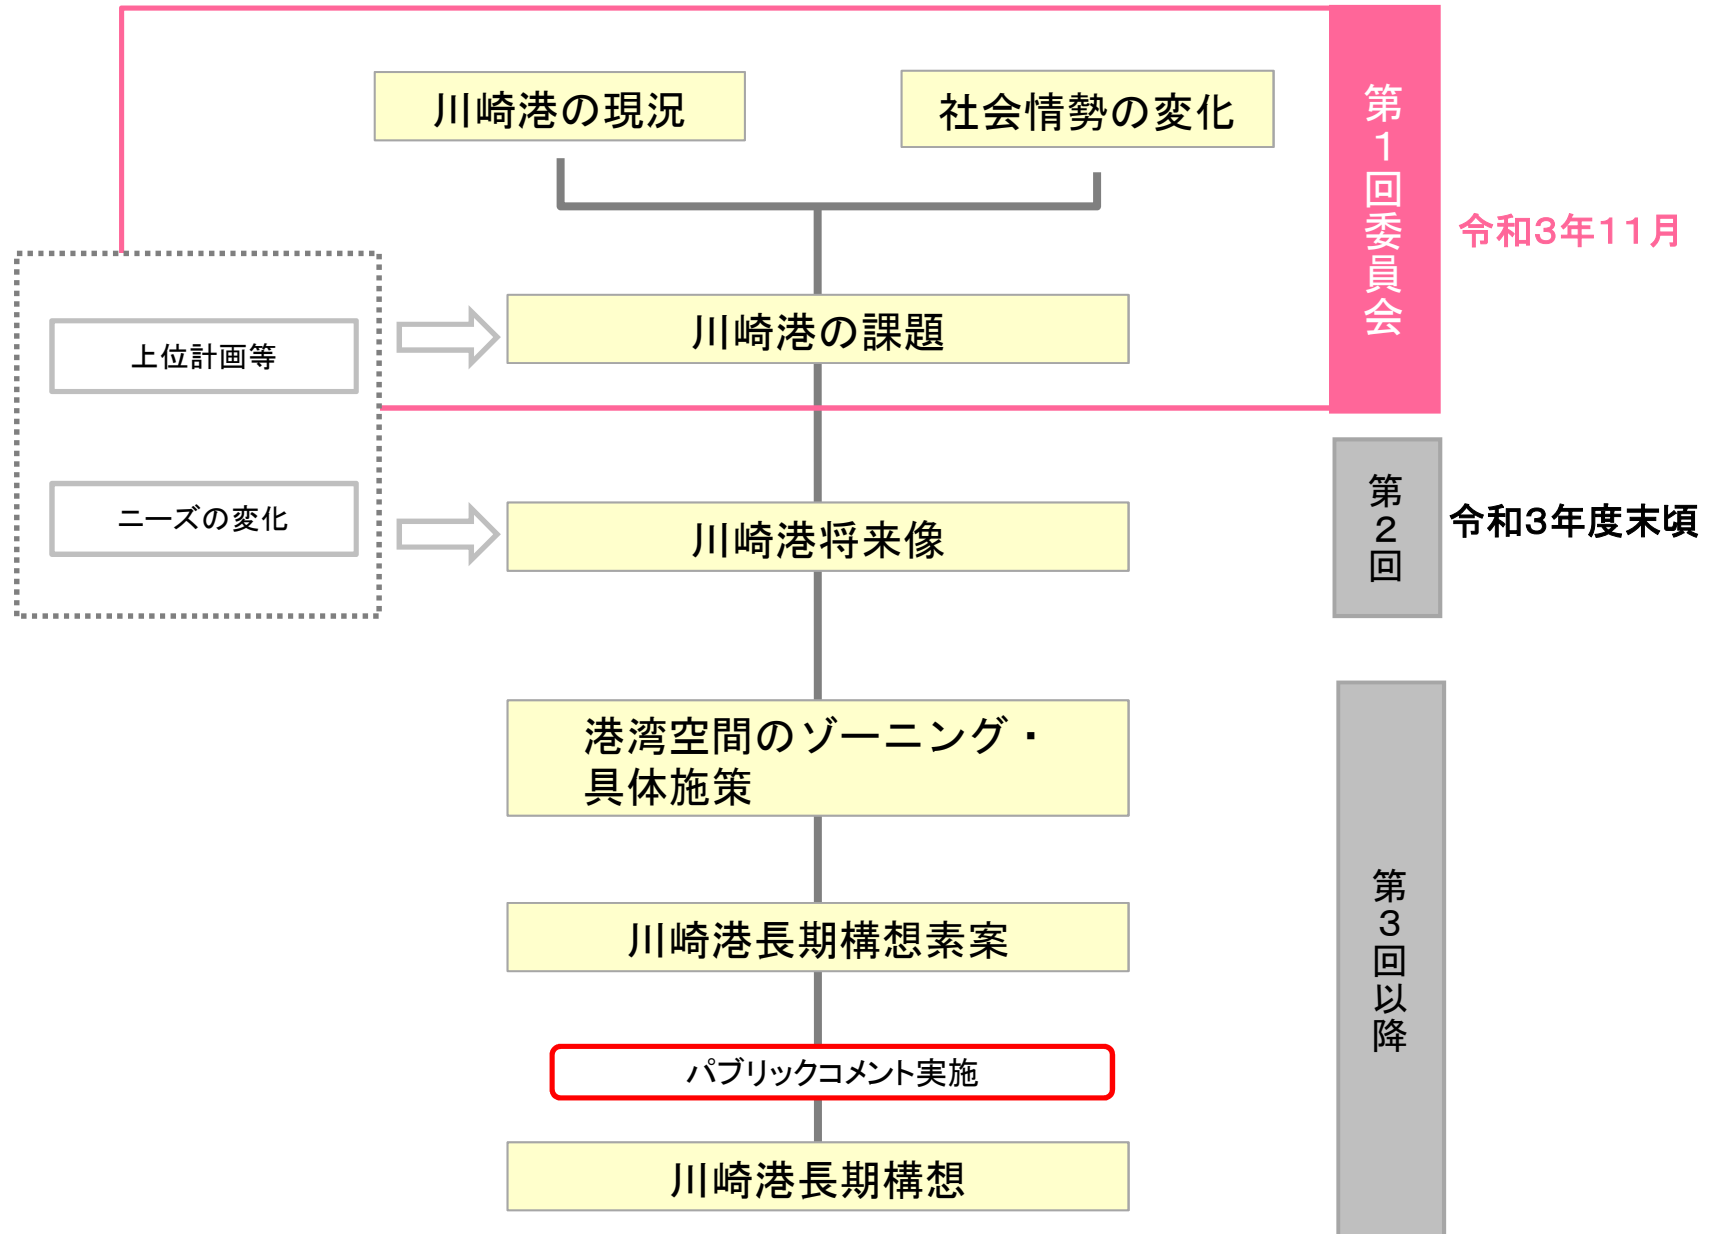 川崎港の現況
社会情勢の変化
第1回委員会
令和3年11月
上位計画等
川崎港の課題
ニーズの変化
川崎港将来像
第2回
令和3年度末頃
港湾空間のゾーニング・
具体施策
川崎港長期構想素案
第3回以降
パブリックコメント実施
川崎港長期構想